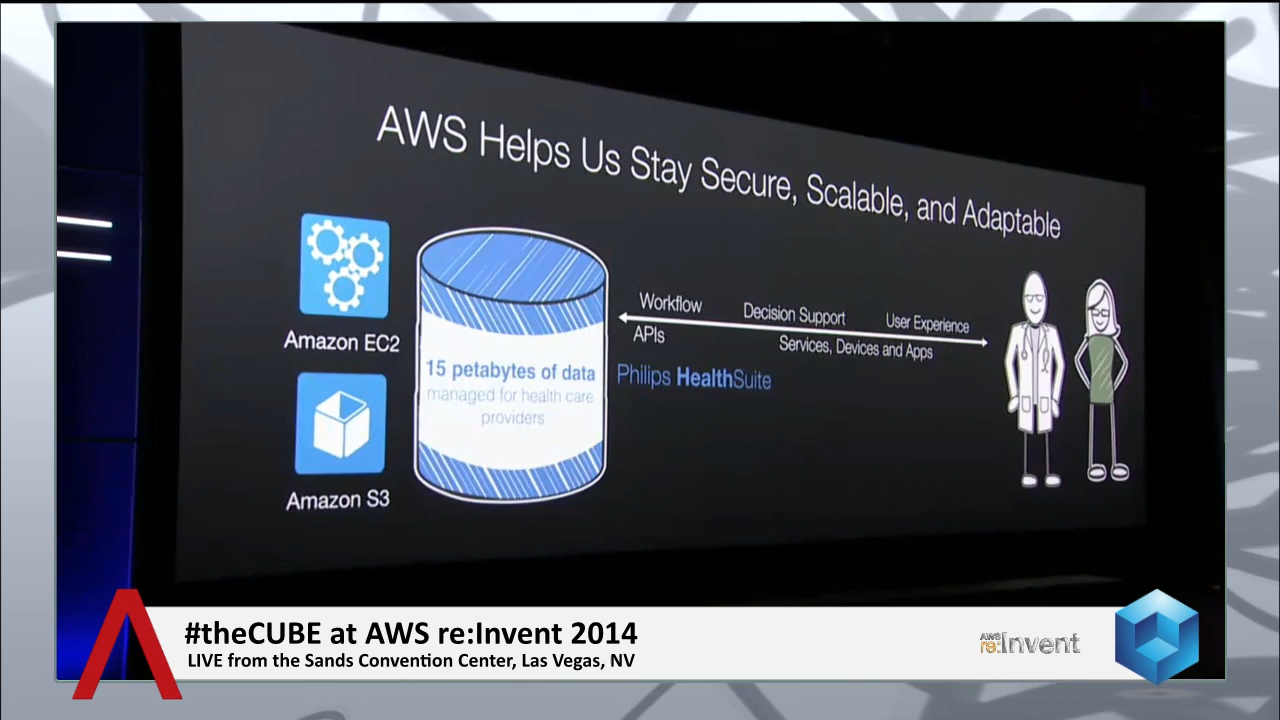 AWS Helps Us Stay Secure, Scalable, and Adaptable
Amazon EC2
Amazon S3
15 petabytes of data
managed for health care
providers
Workflow
Decision Support
User Experience
APIs
Services, Devices and Apps
Philips HealthSuite
#theCUBE at AWS re:Invent 2014
LIVE from the Sands Convention Center, Las Vegas, NV
AWS
re:Invent